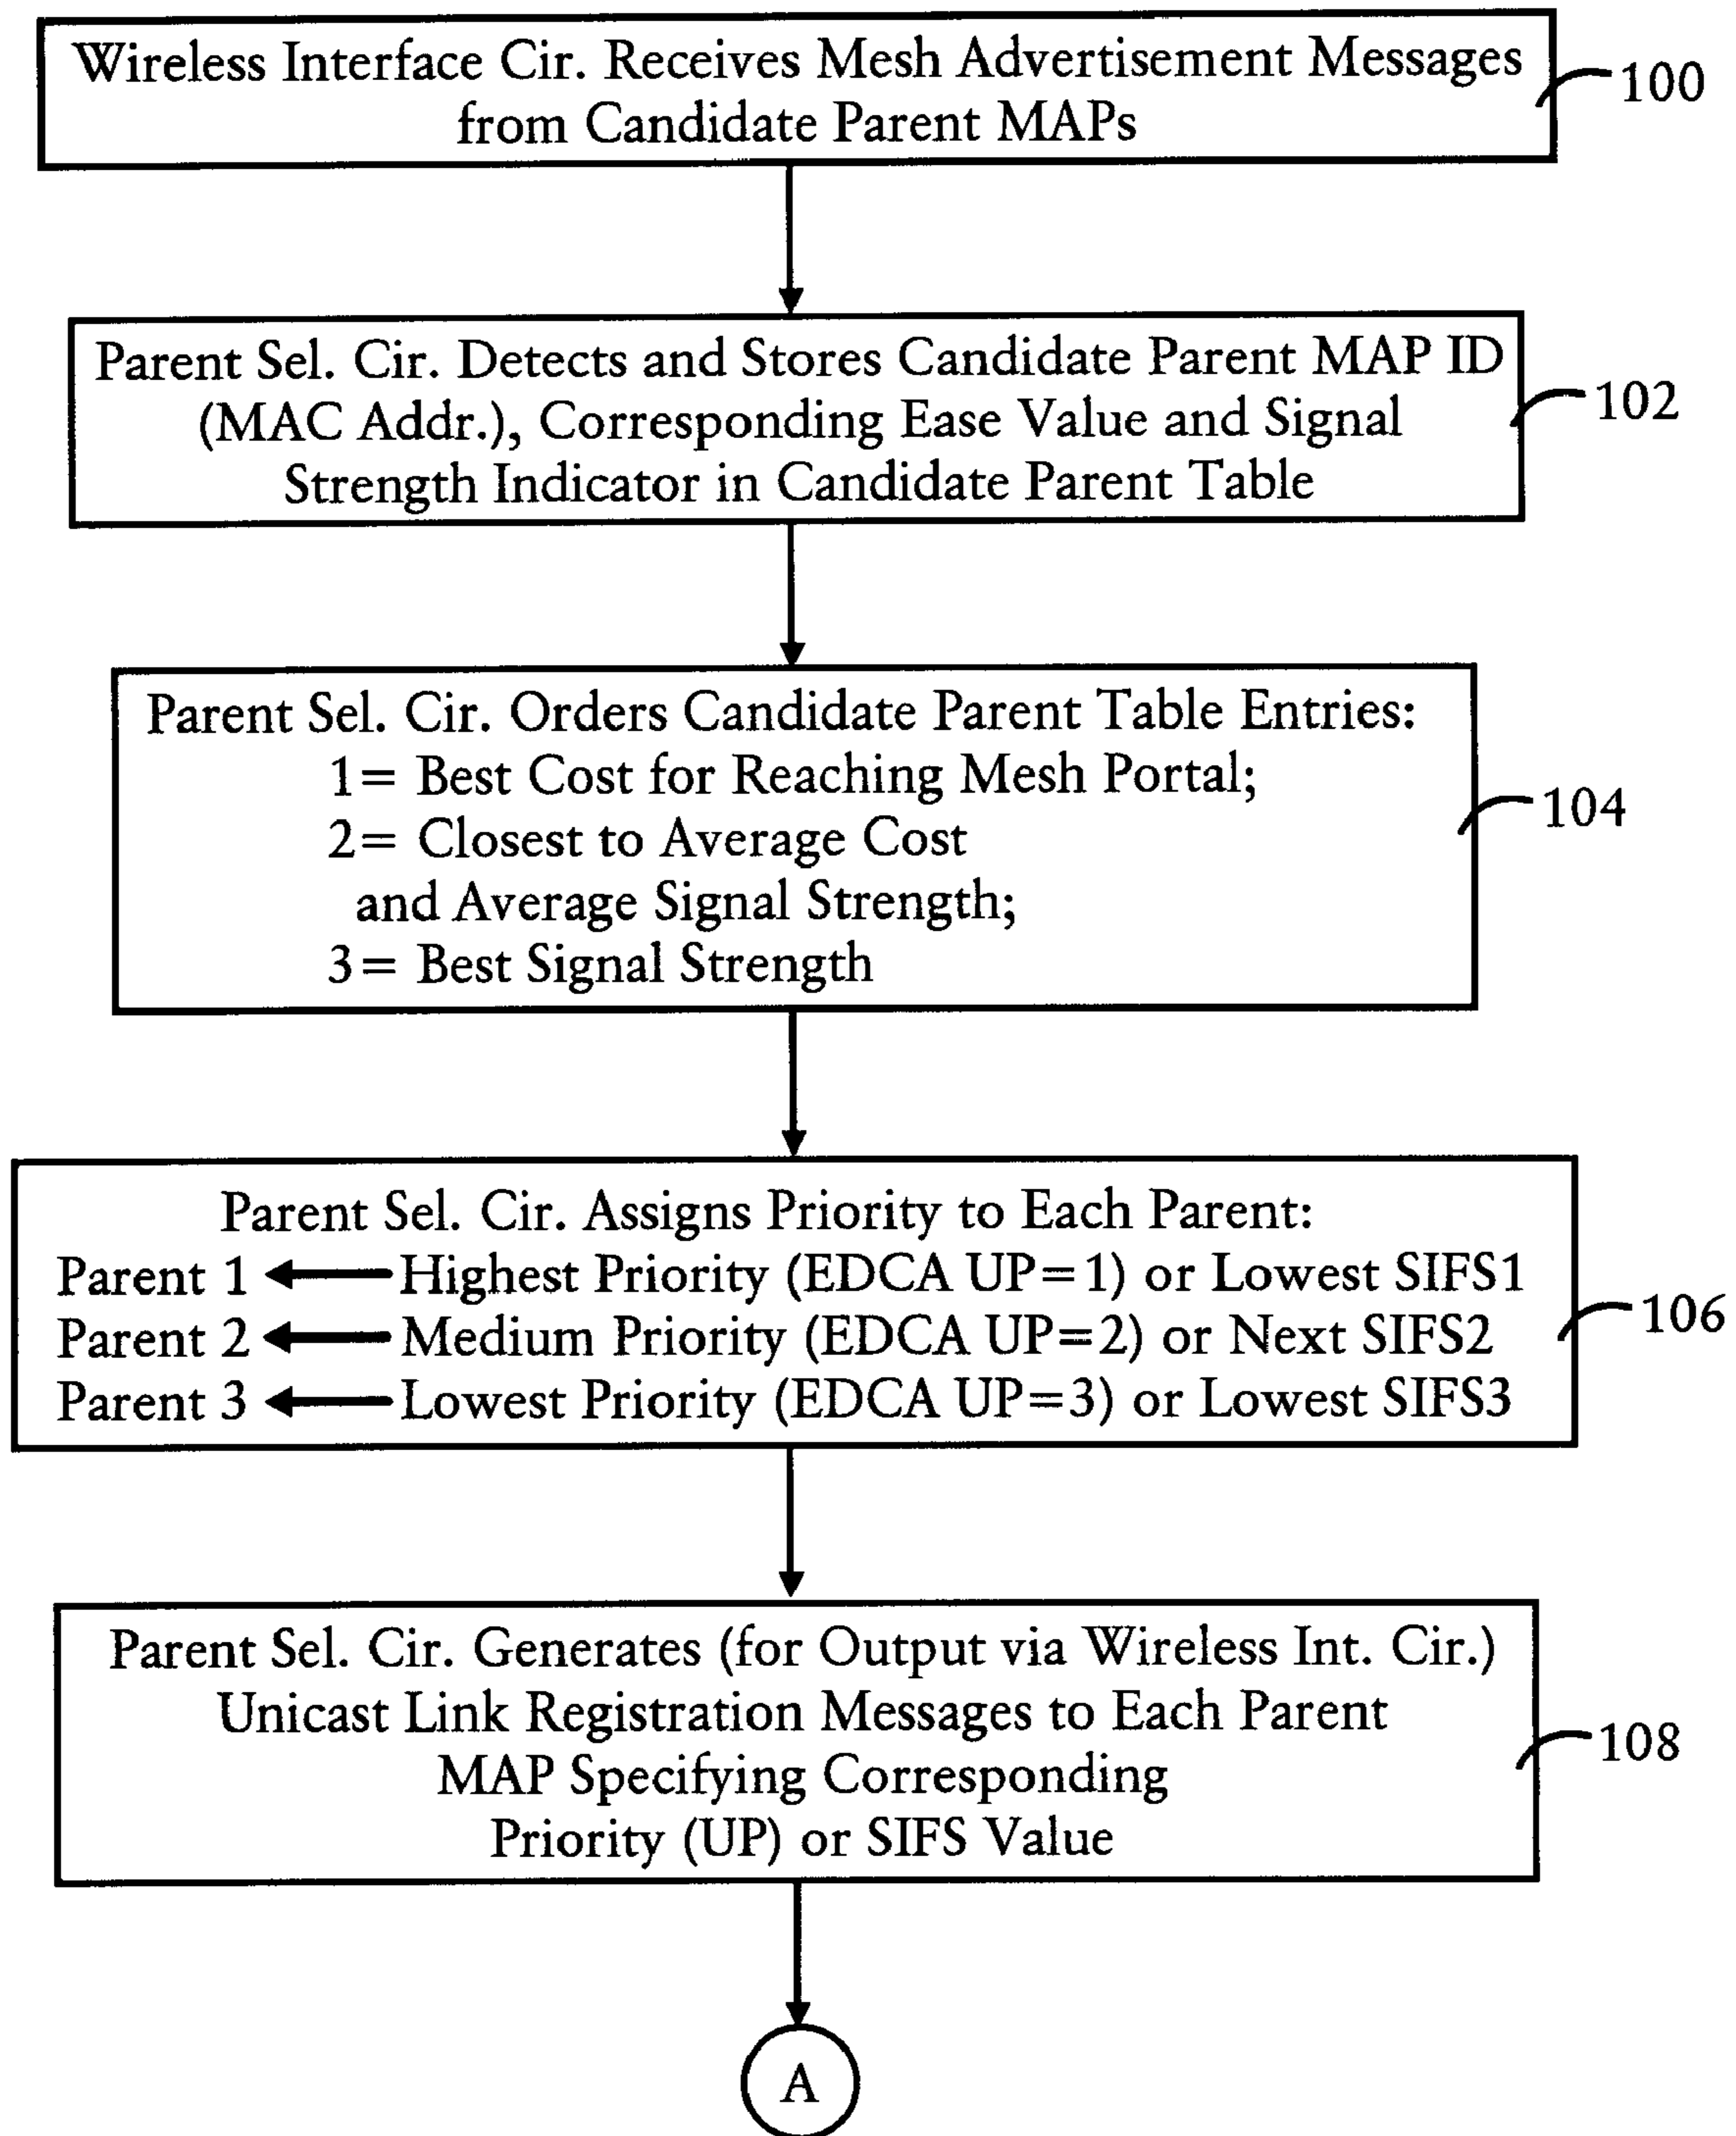 Wireless Interface Cir. Receives Mesh Advertisement Messages
from Candidate Parent MAPs
100
Parent Sel. Cir. Detects and Stores Candidate Parent MAP ID
(MAC Addr.), Corresponding Ease Value and Signal
Strength Indicator in Candidate Parent Table
102
Parent Sel. Cir. Orders Candidate Parent Table Entries:
1= Best Cost for Reaching Mesh Portal;
2= Closest to Average Cost
and Average Signal Strength;
3= Best Signal Strength
104
Parent Sel. Cir. Assigns Priority to Each Parent:
Parent 1 Highest Priority (EDCA UP=1) or Lowest SIFS1
Parent 2 Medium Priority (EDCA UP=2) or Next SIFS2
Parent 3 Lowest Priority (EDCA UP=3) or Lowest SIFS3
106
Parent Sel. Cir. Generates (for Output via Wireless Int. Cir.)
Unicast Link Registration Messages to Each Parent
MAP Specifying Corresponding
Priority (UP) or SIFS Value
108
A